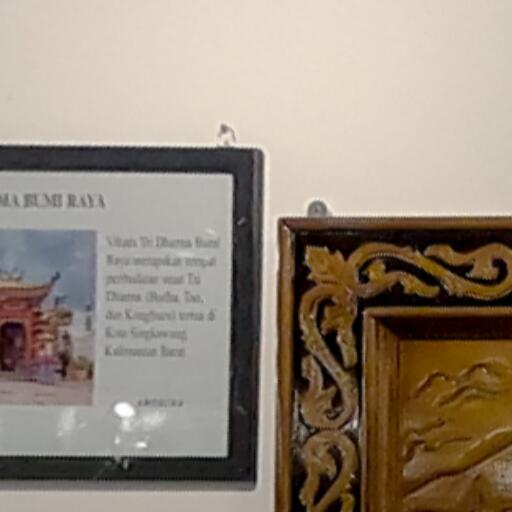 MA BUMI RAYA
Vihara Tri Dharma Bumi
Raya merupakan tempat
peribadatan umat Tri
Dharma (Budha, Tao,
dan Konghucu) tertua di
Kota Singkawang,
Kalimantan Barat